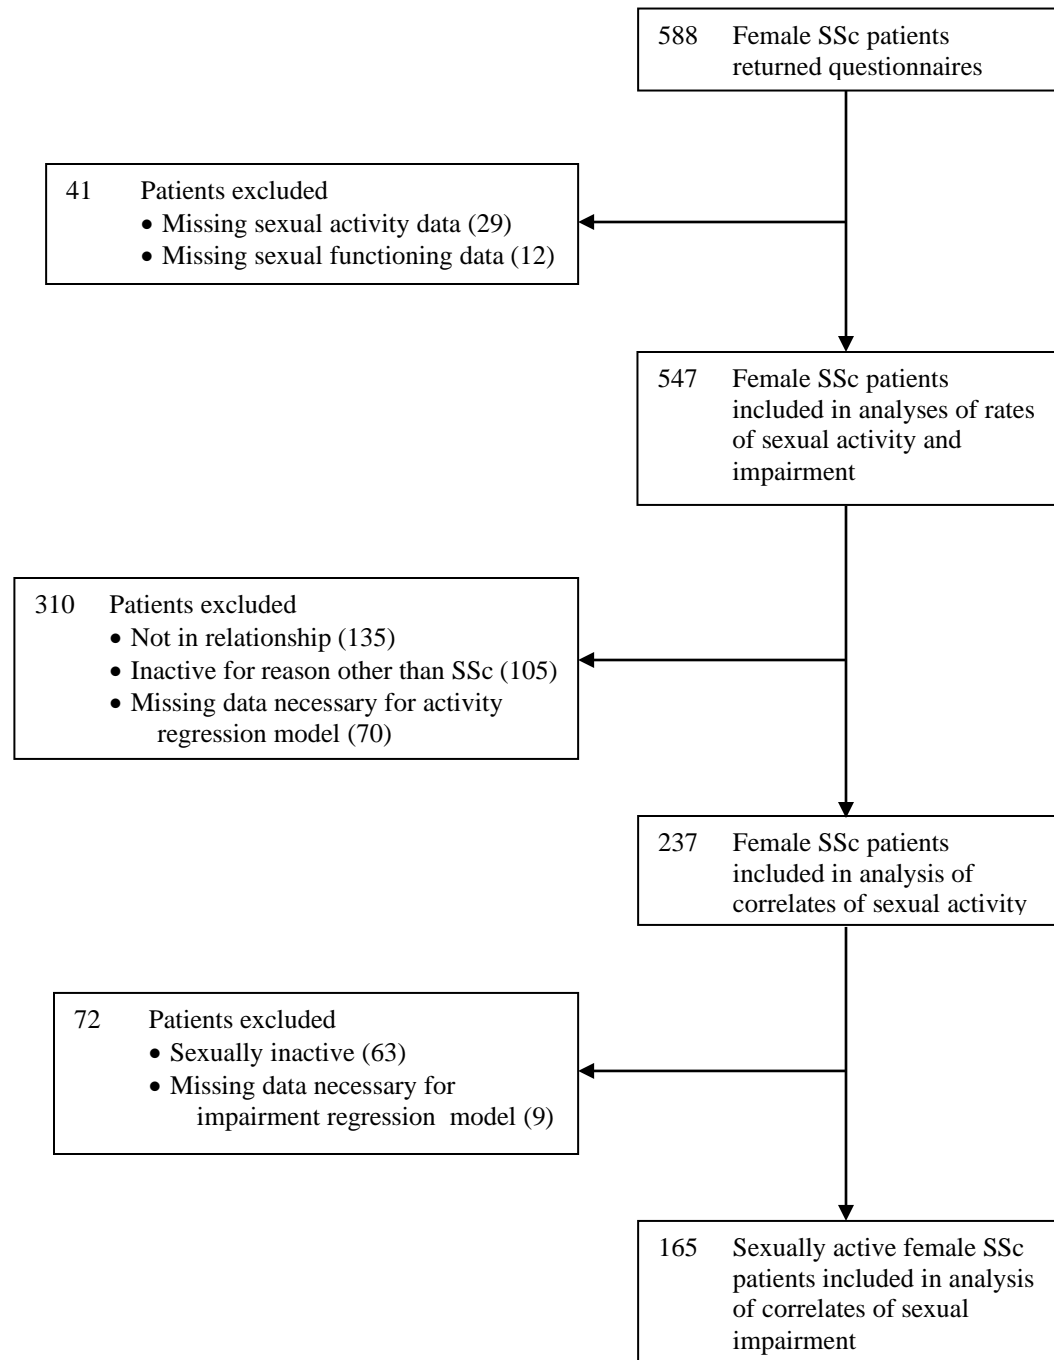 588 Female SSc patients
returned questionnaires
41 Patients excluded
• Missing sexual activity data (29)
• Missing sexual functioning data (12)
547 Female SSc patients
included in analyses of rates
of sexual activity and
impairment
310 Patients excluded
• Not in relationship (135)
• Inactive for reason other than SSc (105)
• Missing data necessary for activity
regression model (70)
237 Female SSc patients
included in analysis of
correlates of sexual activity
72 Patients excluded
• Sexually inactive (63)
• Missing data necessary for
impairment regression model (9)
165 Sexually active female SSc
patients included in analysis
of correlates of sexual
impairment